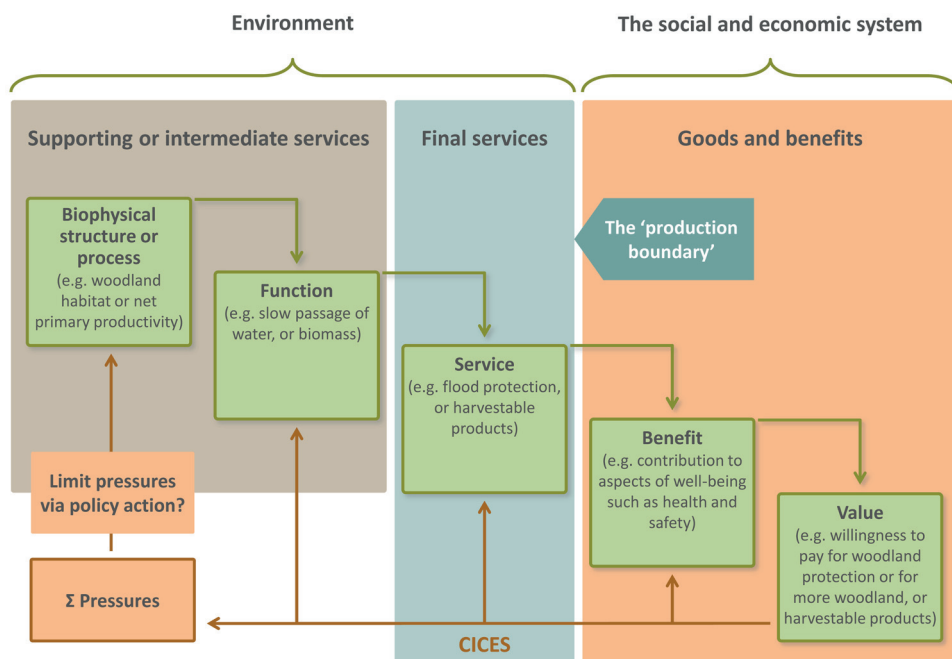 Environment
The social and economic system
Supporting or intermediate services
Final services
Goods and benefits
Biophysical
structure or
process
(e.g. woodland
habitat or net
primary productivity)
The ‘production
boundary’
Function
(e.g. slow passage of
water, or biomass)
Service
(e.g. flood protection,
or harvestable
products)
Benefit
(e.g. contribution to
aspects of well-being
such as health and
safety)
Limit pressures
via policy action?
Value
(e.g. willingness to
pay for woodland
protection or for
more woodland, or
harvestable products)
Σ Pressures
CICES